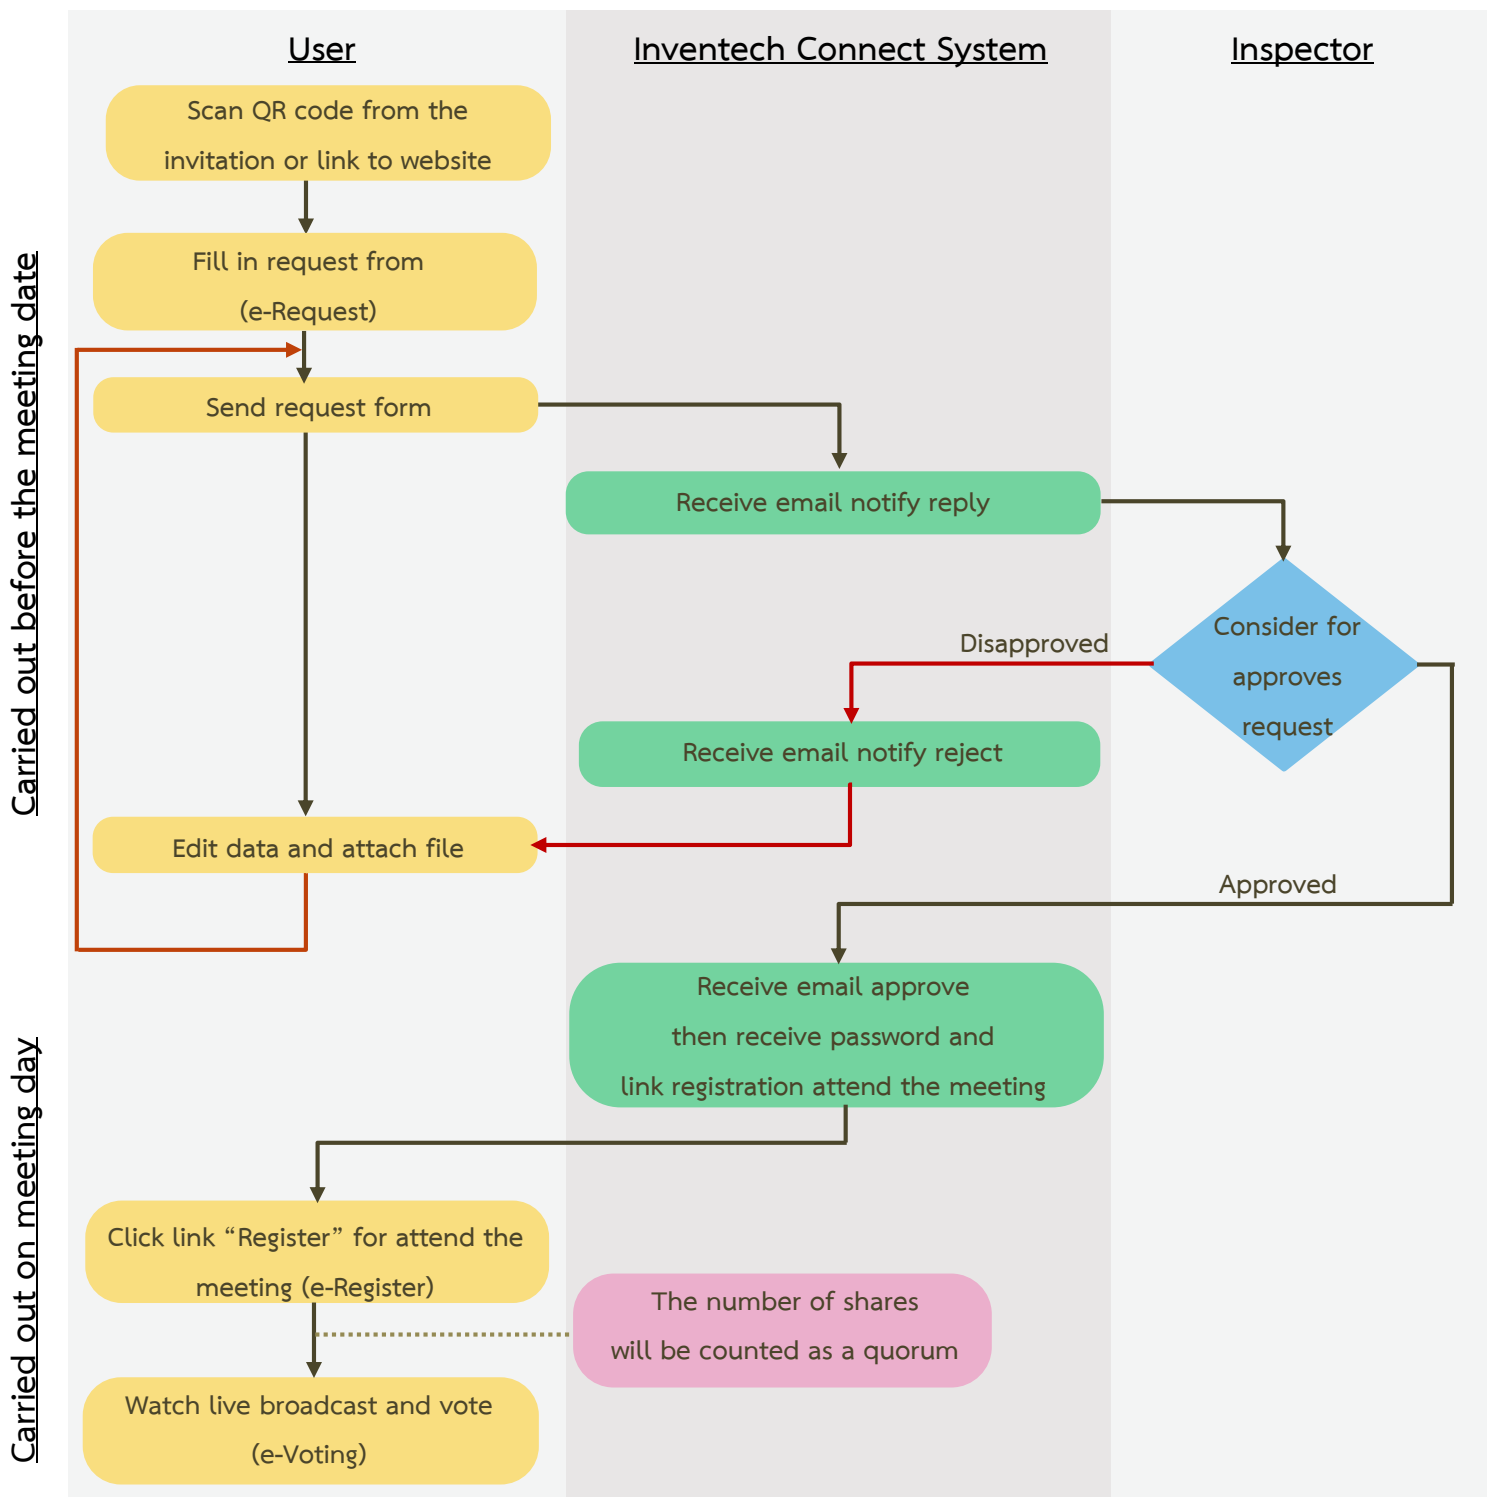 User
Inventech Connect System
Inspector
Scan QR code from the
invitation or link to website
Fill in request from
(e-Request)
Send request form
Receive email notify reply
Consider for
approves
request
Disapproved
Receive email notify reject
Edit data and attach file
Approved
Receive email approve
then receive password and
link registration attend the meeting
Click link “Register” for attend the
meeting (e-Register)
The number of shares
will be counted as a quorum
Watch live broadcast and vote
(e-Voting)
Carried out before the meeting date
Carried out on meeting day